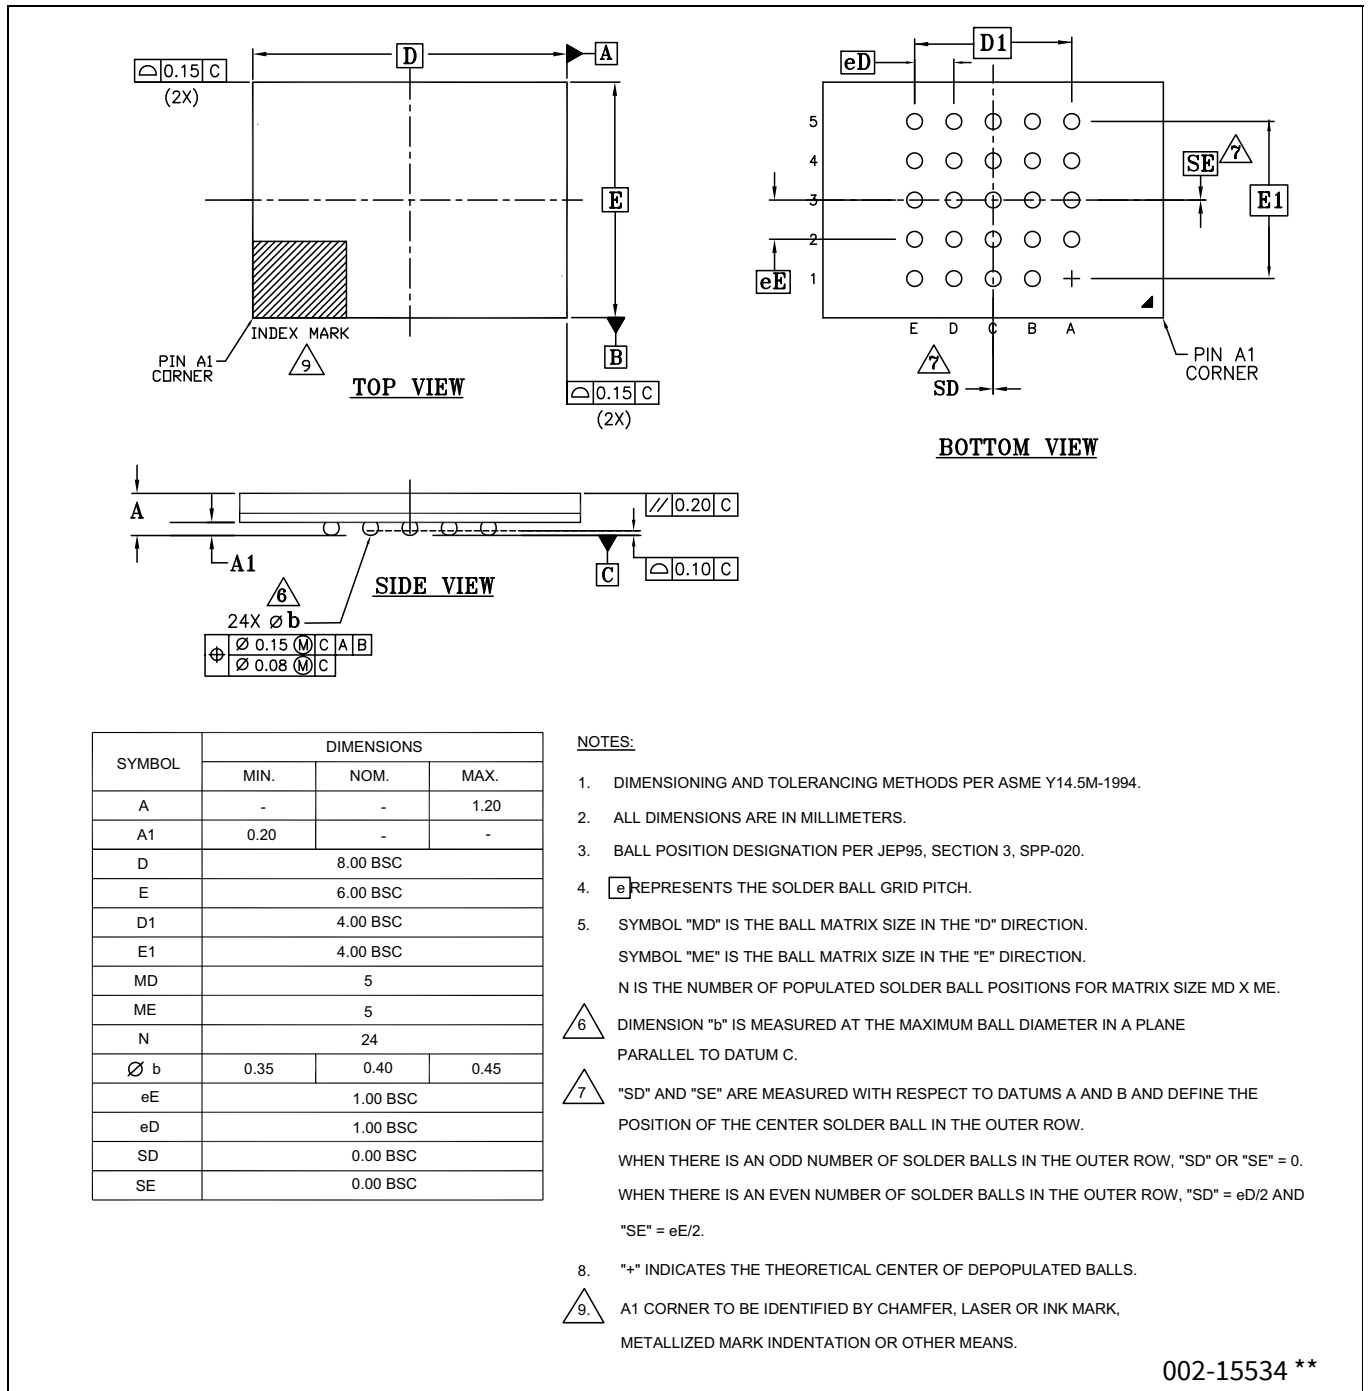 D
A
⌓ 0.15 C
(2X)
E
INDEX MARK
9
PIN A1
CORNER
B
TOP VIEW
⌓ 0.15 C
(2X)
D1
eD
5
4
3
2
1
SE
7
E1
eE
E D C B A
7
SD
PIN A1
CORNER
BOTTOM VIEW
A
A1
// 0.20 C
C
⌓ 0.10 C
SIDE VIEW
6
24X Ø b
⌖ Ø 0.15 Ⓜ C A B
Ø 0.08 Ⓜ C
SYMBOL DIMENSIONS
MIN. NOM. MAX.
A - - 1.20
A1 0.20 - -
D 8.00 BSC
E 6.00 BSC
D1 4.00 BSC
E1 4.00 BSC
MD 5
ME 5
N 24
Ø b 0.35 0.40 0.45
eE 1.00 BSC
eD 1.00 BSC
SD 0.00 BSC
SE 0.00 BSC
NOTES:
1. DIMENSIONING AND TOLERANCING METHODS PER ASME Y14.5M-1994.
2. ALL DIMENSIONS ARE IN MILLIMETERS.
3. BALL POSITION DESIGNATION PER JEP95, SECTION 3, SPP-020.
4. e REPRESENTS THE SOLDER BALL GRID PITCH.
5. SYMBOL "MD" IS THE BALL MATRIX SIZE IN THE "D" DIRECTION.
SYMBOL "ME" IS THE BALL MATRIX SIZE IN THE "E" DIRECTION.
N IS THE NUMBER OF POPULATED SOLDER BALL POSITIONS FOR MATRIX SIZE MD X ME.
6 DIMENSION "b" IS MEASURED AT THE MAXIMUM BALL DIAMETER IN A PLANE
PARALLEL TO DATUM C.
7 "SD" AND "SE" ARE MEASURED WITH RESPECT TO DATUMS A AND B AND DEFINE THE
POSITION OF THE CENTER SOLDER BALL IN THE OUTER ROW.
WHEN THERE IS AN ODD NUMBER OF SOLDER BALLS IN THE OUTER ROW, "SD" OR "SE" = 0.
WHEN THERE IS AN EVEN NUMBER OF SOLDER BALLS IN THE OUTER ROW, "SD" = eD/2 AND
"SE" = eE/2.
8. "+" INDICATES THE THEORETICAL CENTER OF DEPOPULATED BALLS.
9. A1 CORNER TO BE IDENTIFIED BY CHAMFER, LASER OR INK MARK,
METALLIZED MARK INDENTATION OR OTHER MEANS.
002-15534 **